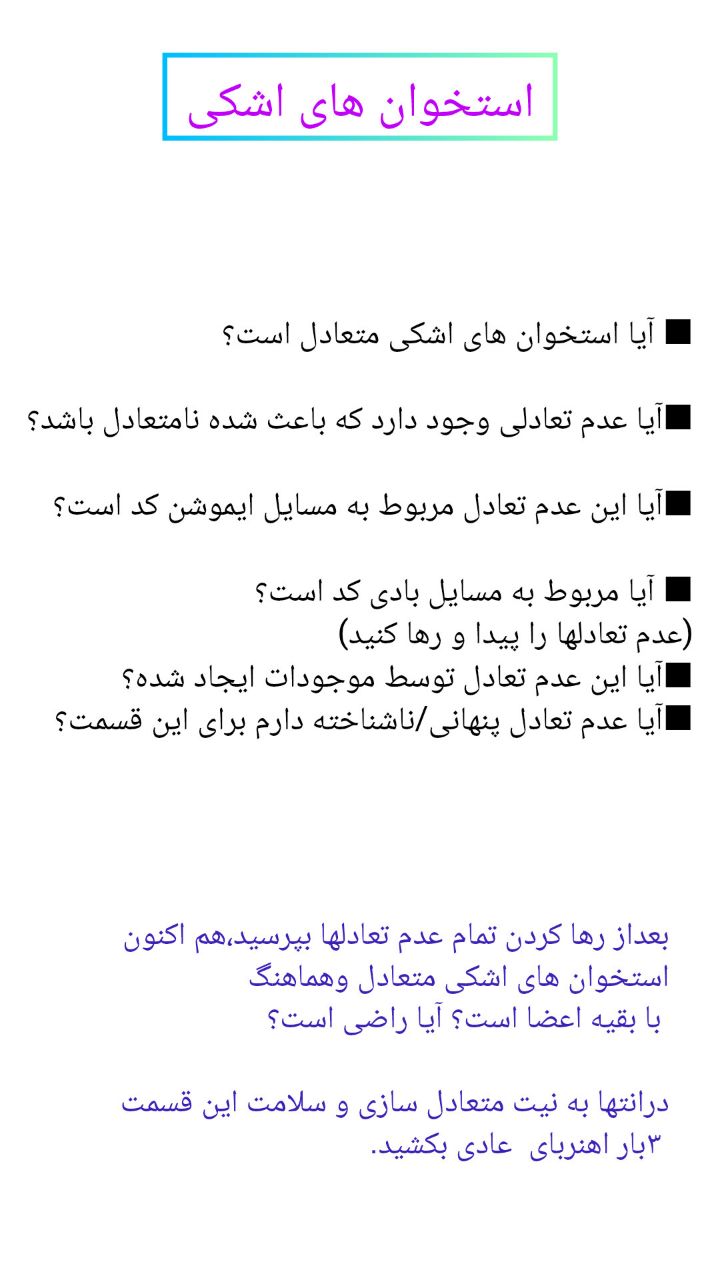 استخوان های اشکی
■ آیا استخوان های اشکی متعادل است؟
■آیا عدم تعادلی وجود دارد که باعث شده نامتعادل باشد؟
■آیا این عدم تعادل مربوط به مسایل ایموشن کد است؟
■ آیا مربوط به مسایل بادی کد است؟
(عدم تعادلها را پیدا و رها کنید)
■آیا این عدم تعادل توسط موجودات ایجاد شده؟
■آیا عدم تعادل پنهانی/ناشناخته دارم برای این قسمت؟
بعداز رها کردن تمام عدم تعادلها بپرسید،هم اکنون
استخوان های اشکی متعادل وهماهنگ
با بقیه اعضا است؟ آیا راضی است؟
درانتها به نیت متعادل سازی و سلامت این قسمت
۳بار اهنربای عادی بکشید.